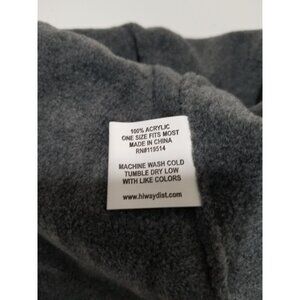 100% ACRYLIC
ONE SIZE FITS MOST
MADE IN CHINA
RN#119514
MACHINE WASH COLD
TUMBLE DRY LOW
WITH LIKE COLORS
www.hiwaydist.com